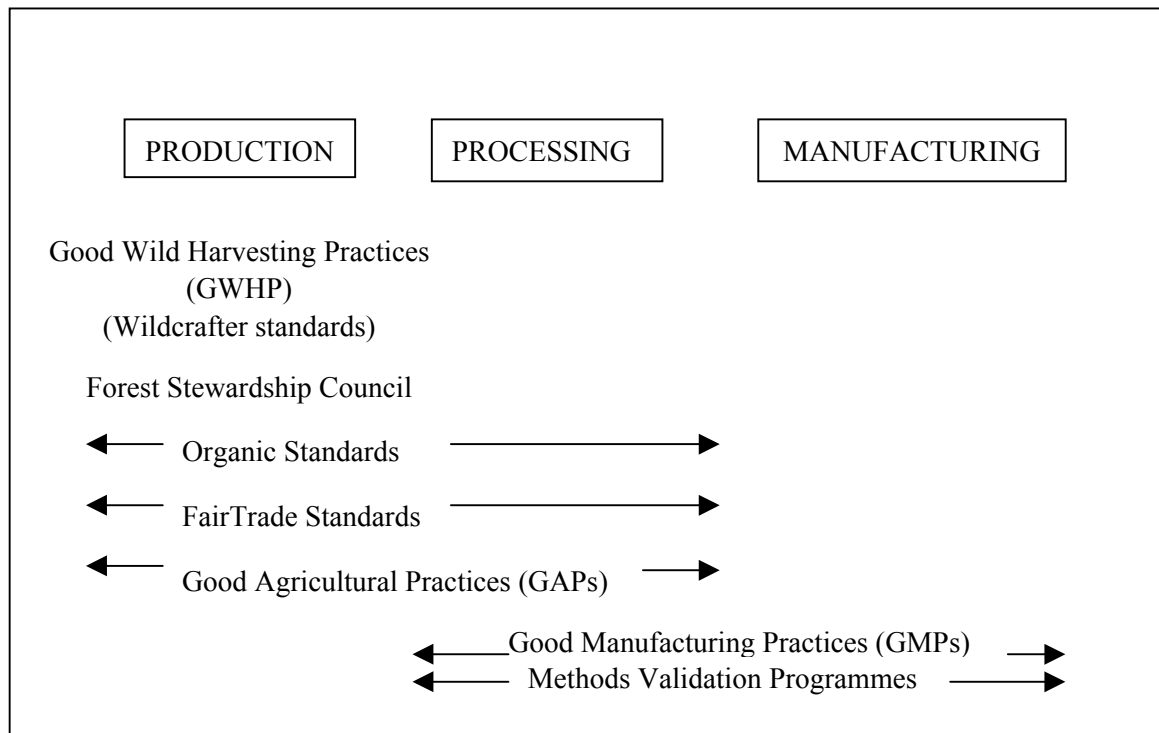 PRODUCTION
PROCESSING
MANUFACTURING
Good Wild Harvesting Practices
(GWHP)
(Wildcrafter standards)
Forest Stewardship Council
Organic Standards
FairTrade Standards
Good Agricultural Practices (GAPs)
Good Manufacturing Practices (GMPs)
Methods Validation Programmes